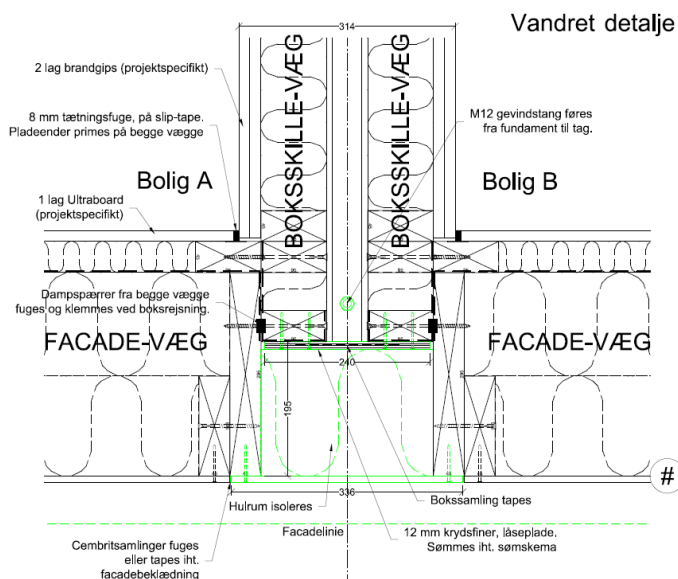 Vandret detalje
314
2 lag brandgips (projektspecifikt)
8 mm tætningsfuge, på slip-tape.
Pladeender primes på begge vægge
M12 gevindstang føres
fra fundament til tag.
BOKSSKILLE-VÆG
BOKSSKILLE-VÆG
Bolig A
Bolig B
1 lag Ultraboard
(projektspecifikt)
Dampspærrer fra begge vægge
fuges og klemmes ved boksrejsning.
FACADE-VÆG
FACADE-VÆG
240
195
336
#
Hulrum isoleres
Bokssamling tapes
Facadelinie
12 mm krydsfiner, låseplade.
Sømmes iht. sømskema
Cembritsamlinger fuges
eller tapes iht.
facadebeklædning